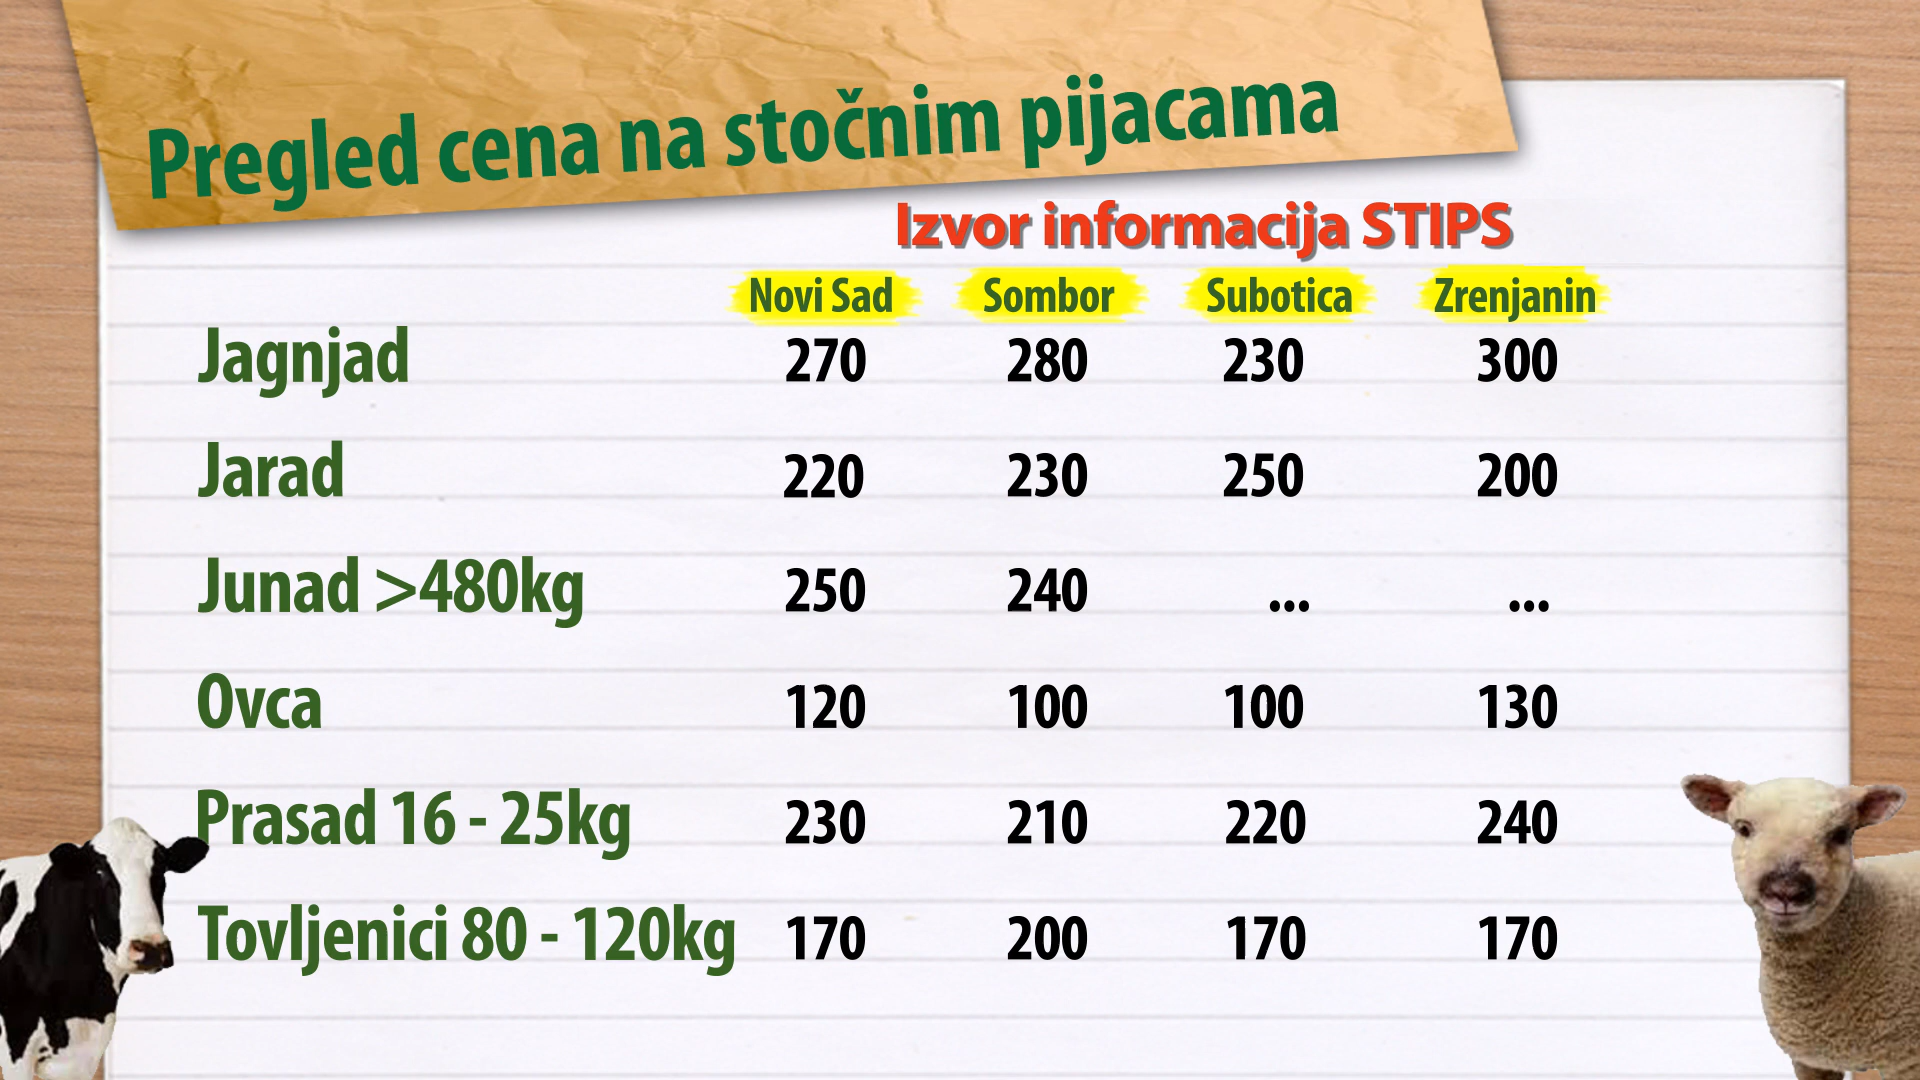 Pregled cena na stočnim pijacama
Izvor informacija STIPS
Novi Sad Sombor Subotica Zrenjanin
Jagnjad 270 280 230 300
Jarad 220 230 250 200
Junad >480kg 250 240 ... ...
Ovca 120 100 100 130
Prasad 16 - 25kg 230 210 220 240
Tovljenici 80 - 120kg 170 200 170 170